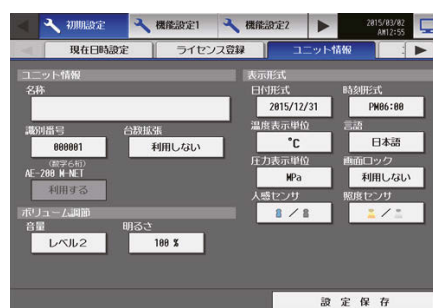 初期設定
機能設定1
機能設定2
2015/03/02
AM12:55
現在日時設定
ライセンス登録
ユニット情報
ユニット情報
名称
識別番号
台数拡張
000001
利用しない
(数字6桁)
AE-200 M-NET
利用する
ボリューム調節
音量
明るさ
レベル2
100 %
表示形式
日付形式
時刻形式
2015/12/31
PM06:00
温度表示単位
言語
℃
日本語
圧力表示単位
画面ロック
MPa
利用しない
人感センサ
照度センサ
/
/
設定保存